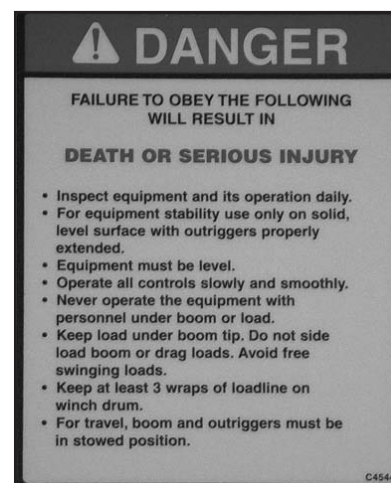 DANGER
FAILURE TO OBEY THE FOLLOWING
WILL RESULT IN
DEATH OR SERIOUS INJURY
• Inspect equipment and its operation daily.
• For equipment stability use only on solid,
level surface with outriggers properly
extended.
• Equipment must be level.
• Operate all controls slowly and smoothly.
• Never operate the equipment with
personnel under boom or load.
• Keep load under boom tip. Do not side
load boom or drag loads. Avoid free
swinging loads.
• Keep at least 3 wraps of loadline on
winch drum.
• For travel, boom and outriggers must be
in stowed position.